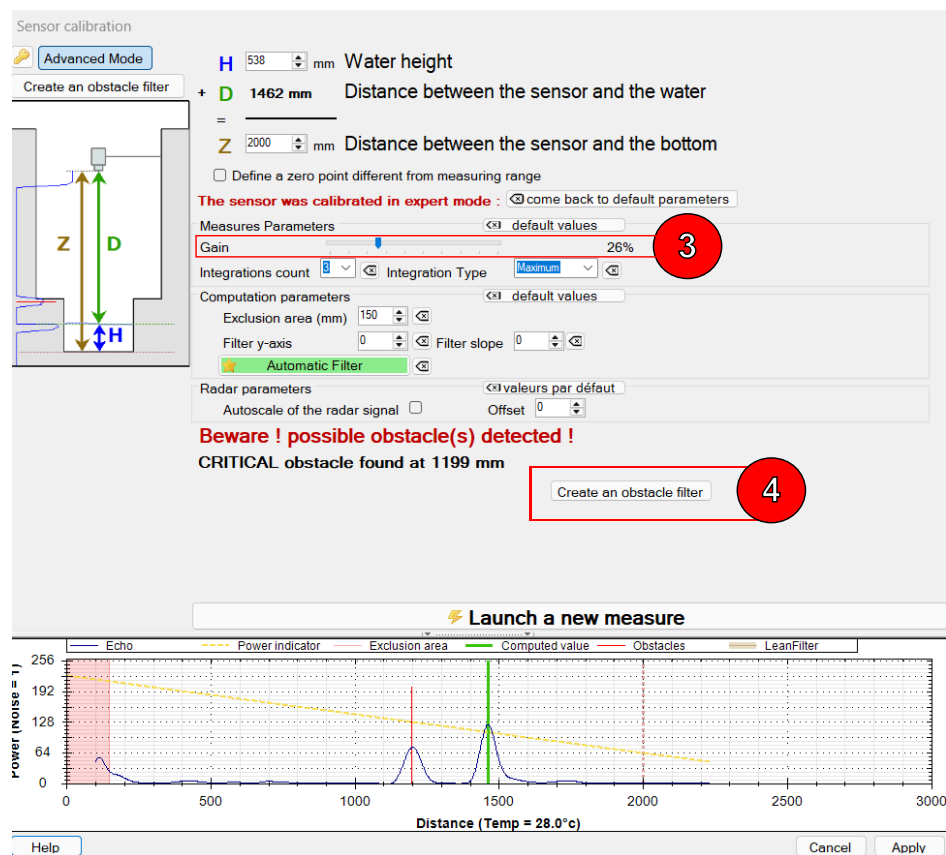 Sensor calibration
Advanced Mode
Create an obstacle filter
H 538 mm Water height
+ D 1462 mm Distance between the sensor and the water
=
Z 2000 mm Distance between the sensor and the bottom
Define a zero point different from measuring range
The sensor was calibrated in expert mode : come back to default parameters
Measures Parameters default values
Gain 26% 3
Integrations count 3 Integration Type Maximum
Computation parameters default values
Exclusion area (mm) 150
Filter y-axis 0 Filter slope 0
Automatic Filter
Radar parameters valeurs par défaut
Autoscale of the radar signal Offset 0
Z D
H
Beware ! possible obstacle(s) detected !
CRITICAL obstacle found at 1199 mm
Create an obstacle filter 4
Launch a new measure
Echo Power indicator Exclusion area Computed value Obstacles LeanFilter
Power (Noise = 1)
256
192
128
64
0
0 500 1000 1500 2000 2500 3000
Distance (Temp = 28.0°c)
Help Cancel Apply